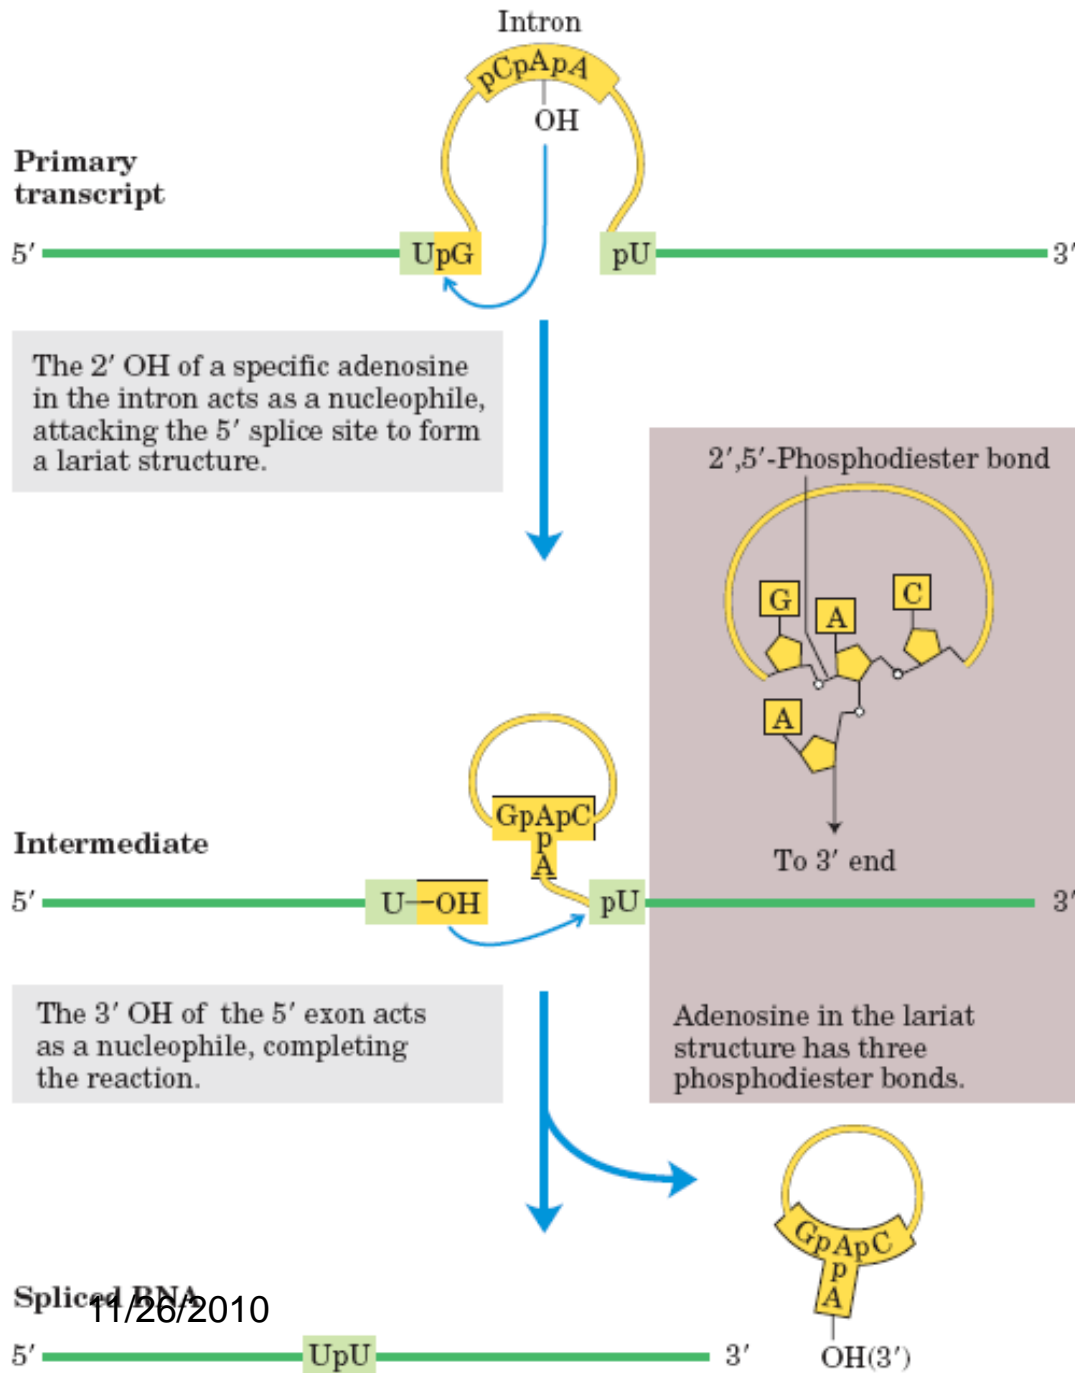 Intron
pCpApA
OH
Primary
transcript
5′ UpG pU 3′
The 2′ OH of a specific adenosine
in the intron acts as a nucleophile,
attacking the 5′ splice site to form
a lariat structure.
2′,5′-Phosphodiester bond
G A C
A
To 3′ end
GpApC
p
A
Intermediate
5′ U—OH pU 3′
The 3′ OH of the 5′ exon acts
as a nucleophile, completing
the reaction.
Adenosine in the lariat
structure has three
phosphodiester bonds.
GpApC
p
A
OH(3′)
Spliced RNA
11/26/2010
5′ UpU 3′